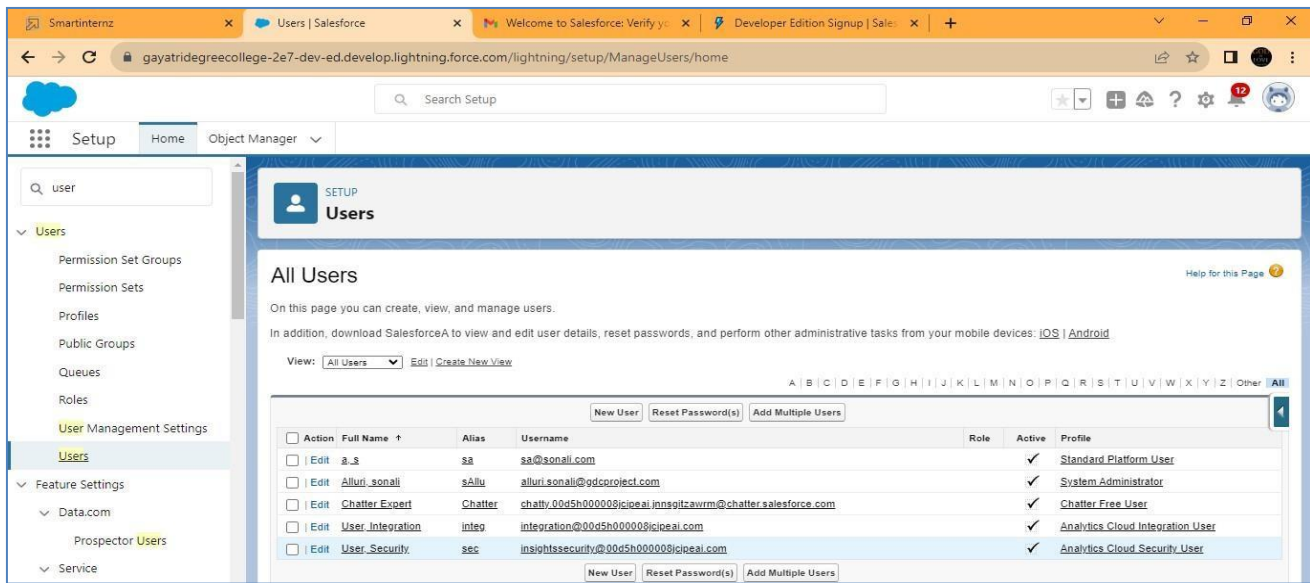 Smartinternz
Users | Salesforce
Welcome to Salesforce: Verify yo
Developer Edition Signup | Sales
gayatridegreecollege-2e7-dev-ed.develop.lightning.force.com/lightning/setup/ManageUsers/home
Search Setup
12
Setup Home Object Manager
user
Users
Permission Set Groups
Permission Sets
Profiles
Public Groups
Queues
Roles
User Management Settings
Users
Feature Settings
Data.com
Prospector Users
Service
SETUP
Users
All Users
Help for this Page
On this page you can create, view, and manage users.
In addition, download SalesforceA to view and edit user details, reset passwords, and perform other administrative tasks from your mobile devices: iOS | Android
View: All Users Edit | Create New View
A | B | C | D | E | F | G | H | I | J | K | L | M | N | O | P | Q | R | S | T | U | V | W | X | Y | Z | Other All
New User Reset Password(s) Add Multiple Users
Action Full Name ↑ Alias Username Role Active Profile
| Edit a, s sa sa@sonali.com ✓ Standard Platform User
| Edit Alluri, sonali sAllu alluri.sonali@gdcproject.com ✓ System Administrator
| Edit Chatter Expert Chatter chatty.00d5h000008jcipeai.jnnsgitzawrm@chatter.salesforce.com ✓ Chatter Free User
| Edit User, Integration integ integration@00d5h000008jcipeai.com ✓ Analytics Cloud Integration User
| Edit User, Security sec insightssecurity@00d5h000008jcipeai.com ✓ Analytics Cloud Security User
New User Reset Password(s) Add Multiple Users